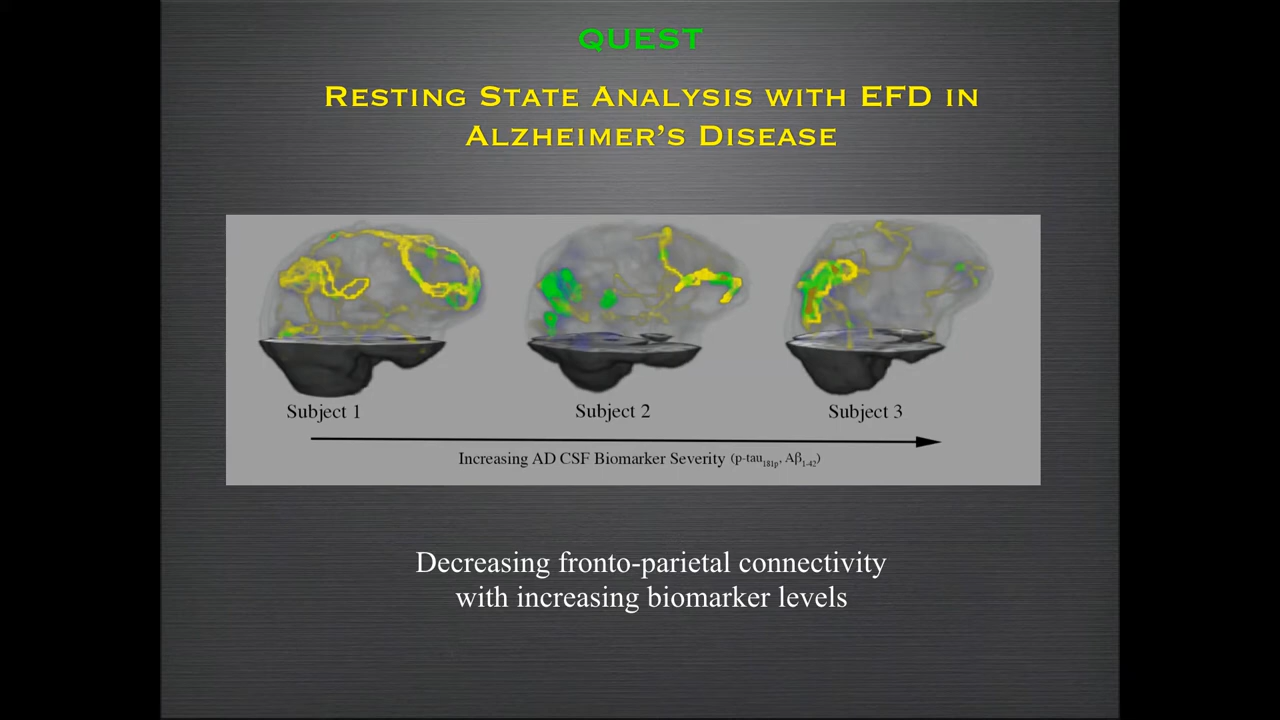 QUEST
RESTING STATE ANALYSIS WITH EFD IN
ALZHEIMER'S DISEASE
Subject 1
Subject 2
Subject 3
Increasing AD CSF Biomarker Severity (p-tau181p, Aβ1-42)
Decreasing fronto-parietal connectivity
with increasing biomarker levels